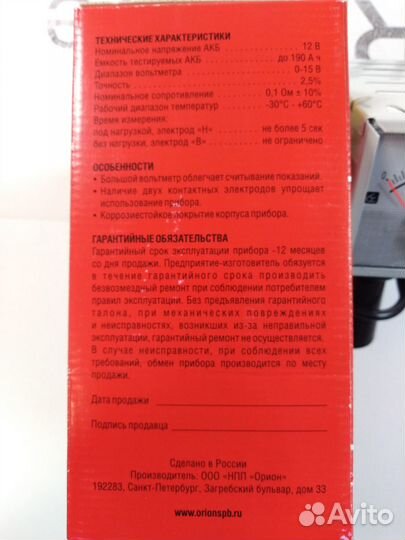 ТЕХНИЧЕСКИЕ ХАРАКТЕРИСТИКИ
Номинальное напряжение АКБ 12 В
Емкость тестируемых АКБ до 190 А ч
Диапазон вольтметра 0-15 В
Точность 2,5%
Номинальное сопротивление 0,1 Ом ± 10%
Рабочий диапазон температур -30°С - +60°С
Время измерения:
под нагрузкой, электрод «Н» не более 5 сек
без нагрузки, электрод «В» не ограничено
ОСОБЕННОСТИ
• Большой вольтметр облегчает считывание показаний.
• Наличие двух контактных электродов упрощает
использование прибора.
• Коррозиестойкое покрытие корпуса прибора.
ГАРАНТИЙНЫЕ ОБЯЗАТЕЛЬСТВА
Гарантийный срок эксплуатации прибора -12 месяцев
со дня продажи. Предприятие-изготовитель обязуется
в течение гарантийного срока производить
безвозмездный ремонт при соблюдении потребителем
правил эксплуатации. Без предъявления гарантийного
талона, при механических повреждениях
и неисправностях, возникших из-за неправильной
эксплуатации, гарантийный ремонт не осуществляется.
В случае неисправности, при соблюдении всех
требований, обмен прибора производится по месту
продажи.
Дата продажи
Подпись продавца
Сделано в России
Производитель: ООО «НПП «Орион»
192283, Санкт-Петербург, Загребский бульвар, дом 33
www.orionspb.ru
Avito